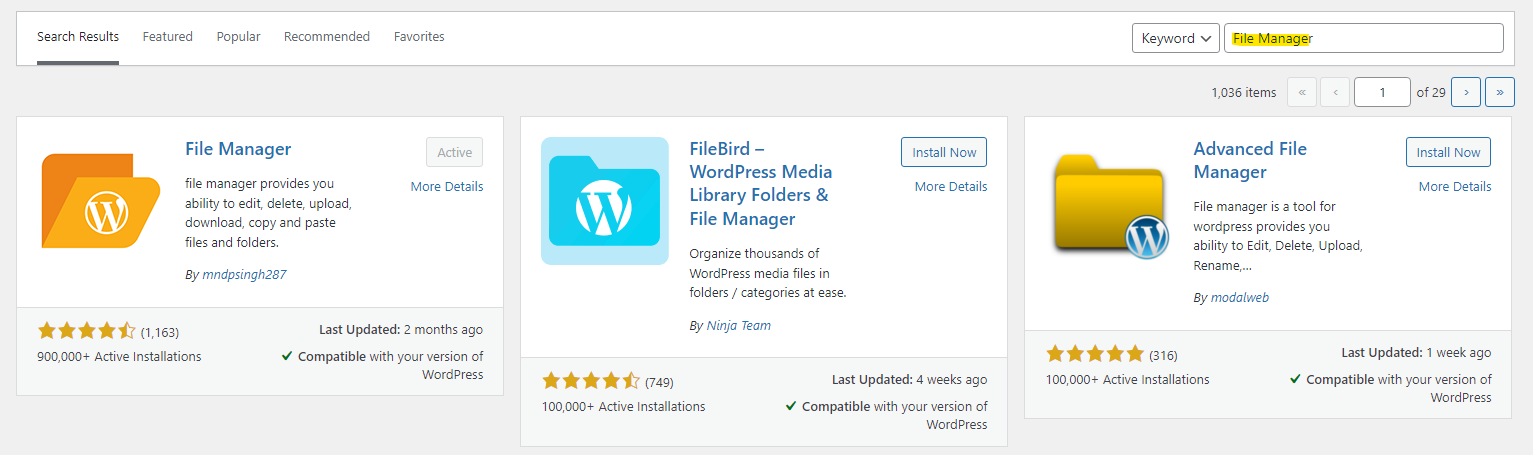 Search Results Featured Popular Recommended Favorites Keyword File Manager
1,036 items « ‹ 1 of 29 › »
File Manager
Active
More Details
file manager provides you
ability to edit, delete, upload,
download, copy and paste
files and folders.
By mndpsingh287
(1,163)
900,000+ Active Installations
Last Updated: 2 months ago
Compatible with your version of
WordPress
FileBird –
WordPress Media
Library Folders &
File Manager
Install Now
More Details
Organize thousands of
WordPress media files in
folders / categories at ease.
By Ninja Team
(749)
100,000+ Active Installations
Last Updated: 4 weeks ago
Compatible with your version of
WordPress
Advanced File
Manager
Install Now
More Details
File manager is a tool for
wordpress provides you
ability to Edit, Delete, Upload,
Rename,...
By modalweb
(316)
100,000+ Active Installations
Last Updated: 1 week ago
Compatible with your version of
WordPress